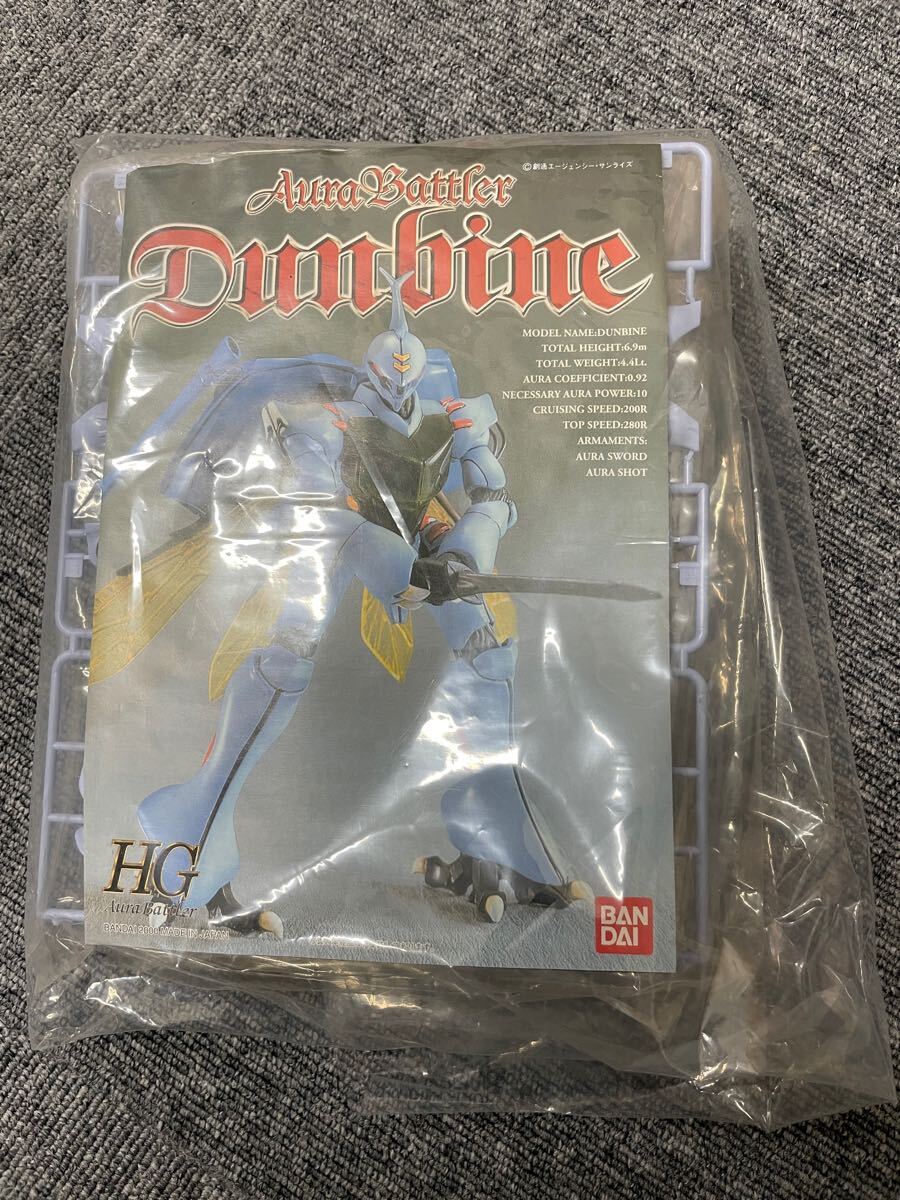 ©創通エージェンシー・サンライズ
Aura Battler
Dunbine
MODEL NAME:DUNBINE
TOTAL HEIGHT:6.9m
TOTAL WEIGHT:4.4Lt.
AURA COEFFICIENT:0.92
NECESSARY AURA POWER:10
CRUISING SPEED:200R
TOP SPEED:280R
ARMAMENTS:
AURA SWORD
AURA SHOT
HG
Aura Battler
BANDAI 2000 MADE IN JAPAN
BAN
DAI